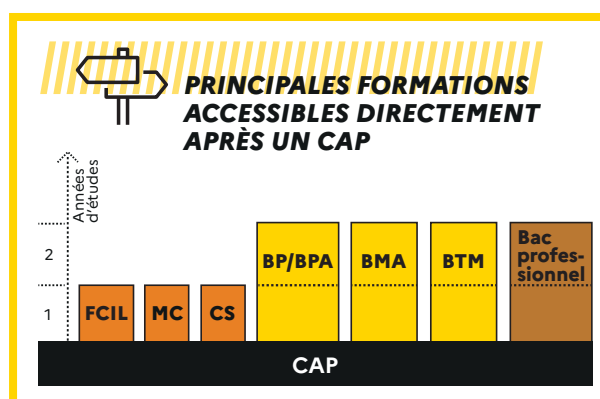 PRINCIPALES FORMATIONS
ACCESSIBLES DIRECTEMENT
APRÈS UN CAP
Années
d'études
2
1
FCIL
MC
CS
BP/BPA
BMA
BTM
Bac
profes-
sionnel
CAP